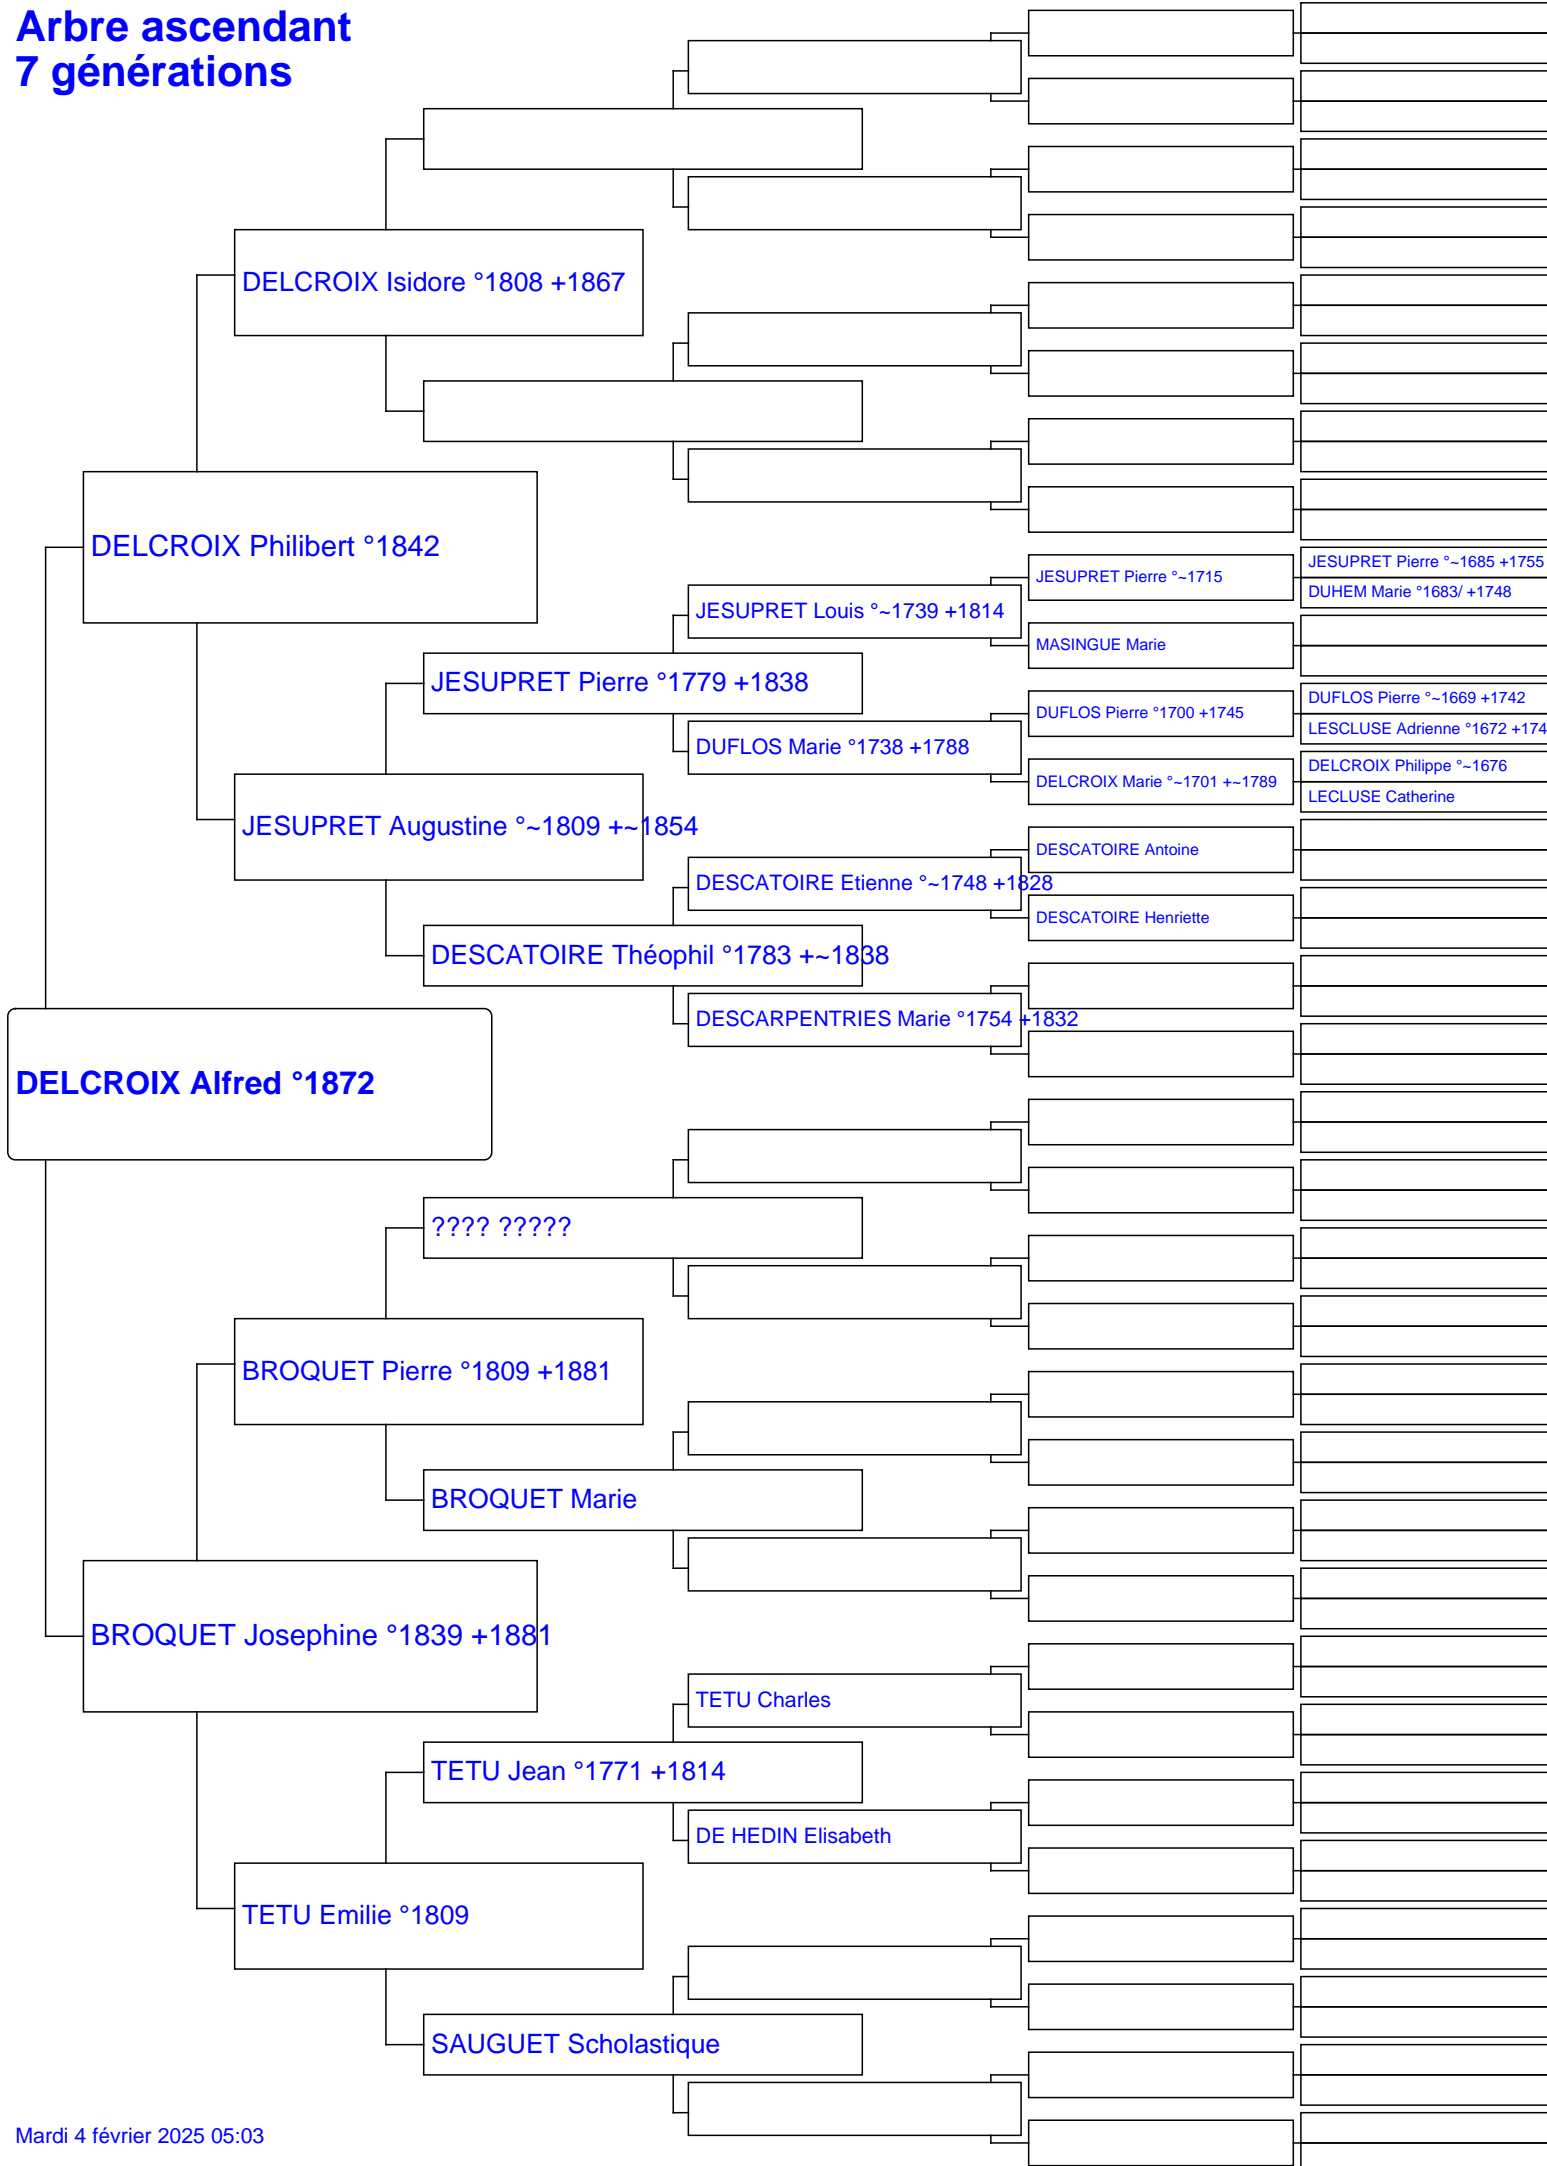 Arbre ascendant
7 générations
DELCROIX Isidore °1808 +1867
DELCROIX Philibert °1842
JESUPRET Pierre °~1685 +1755
JESUPRET Pierre °~1715
DUHEM Marie °1683/ +1748
JESUPRET Louis °~1739 +1814
MASINGUE Marie
JESUPRET Pierre °1779 +1838
DUFLOS Pierre °~1669 +1742
DUFLOS Pierre °1700 +1745
LESCLUSE Adrienne °1672 +174
DUFLOS Marie °1738 +1788
DELCROIX Philippe °~1676
DELCROIX Marie °~1701 +~1789
LECLUSE Catherine
JESUPRET Augustine °~1809 +~1854
DESCATOIRE Antoine
DESCATOIRE Etienne °~1748 +1828
DESCATOIRE Henriette
DESCATOIRE Théophil °1783 +~1838
DESCARPENTRIES Marie °1754 +1832
DELCROIX Alfred °1872
???? ?????
BROQUET Pierre °1809 +1881
BROQUET Marie
BROQUET Josephine °1839 +1881
TETU Charles
TETU Jean °1771 +1814
DE HEDIN Elisabeth
TETU Emilie °1809
SAUGUET Scholastique
Mardi 4 février 2025 05:03